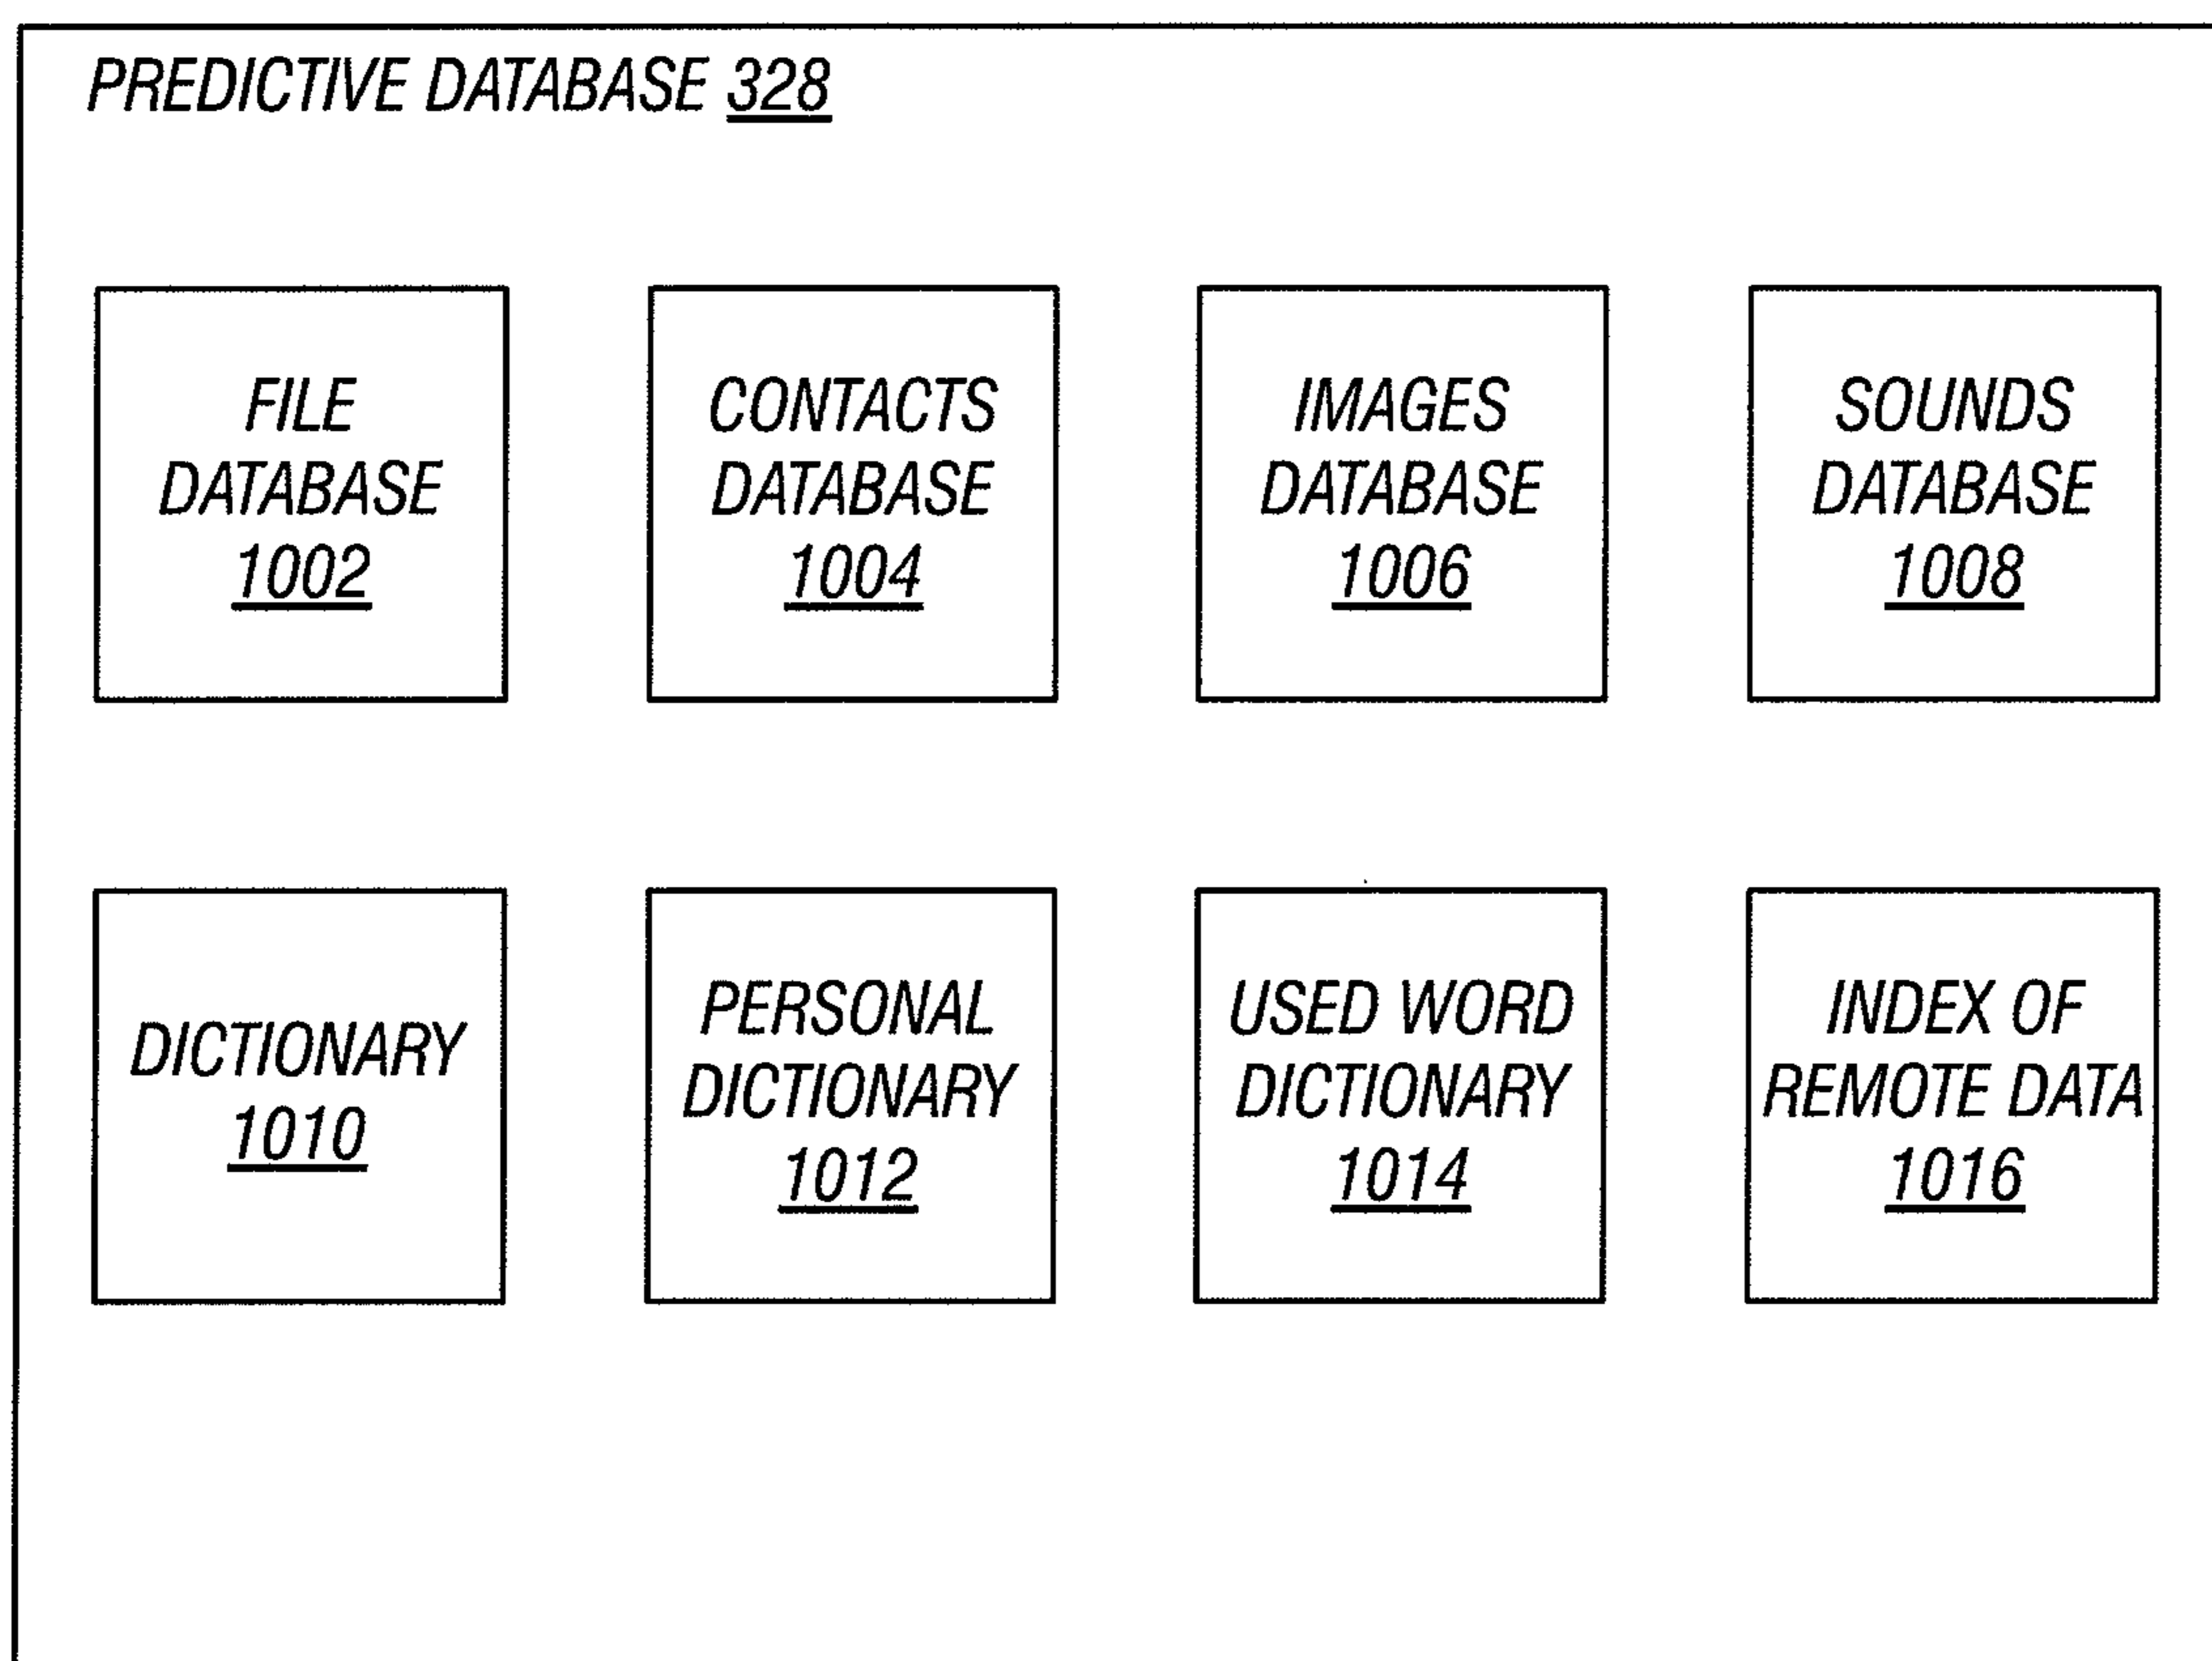 PREDICTIVE DATABASE 328
FILE
DATABASE
1002
CONTACTS
DATABASE
1004
IMAGES
DATABASE
1006
SOUNDS
DATABASE
1008
DICTIONARY
1010
PERSONAL
DICTIONARY
1012
USED WORD
DICTIONARY
1014
INDEX OF
REMOTE DATA
1016